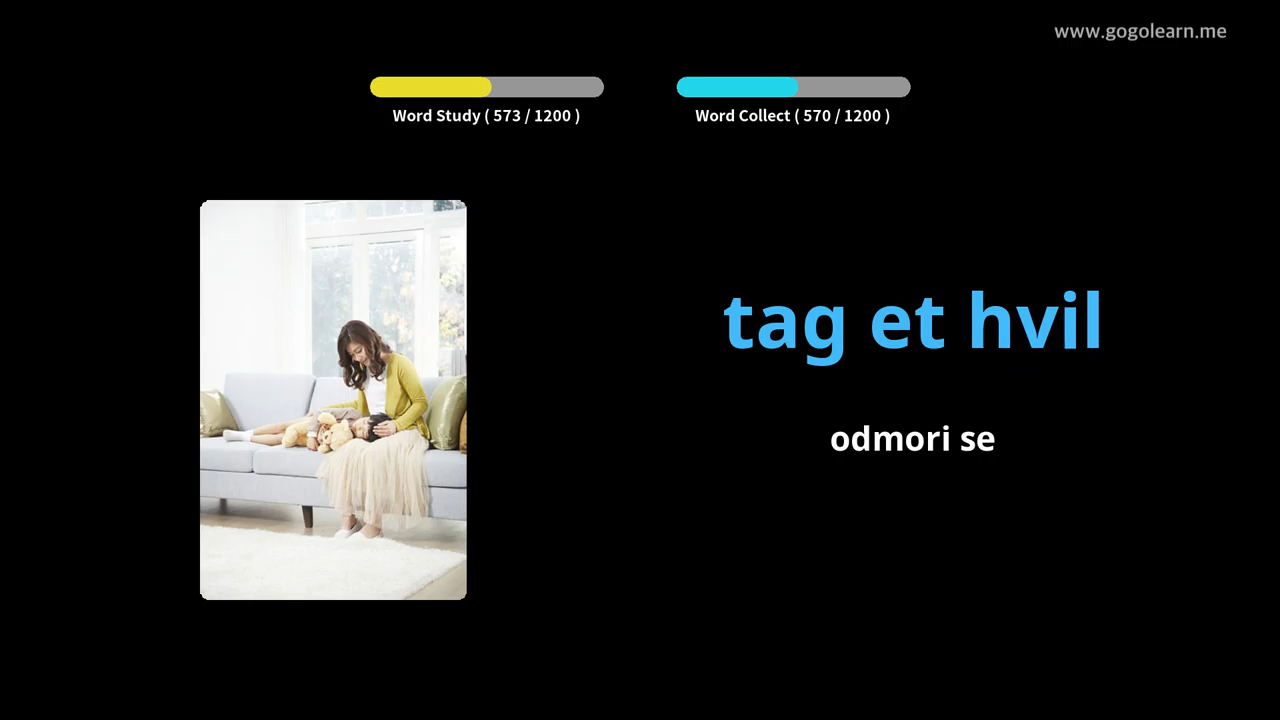 www.gogolearn.me
Word Study ( 573 / 1200 )
Word Collect ( 570 / 1200 )
tag et hvil
odmori se